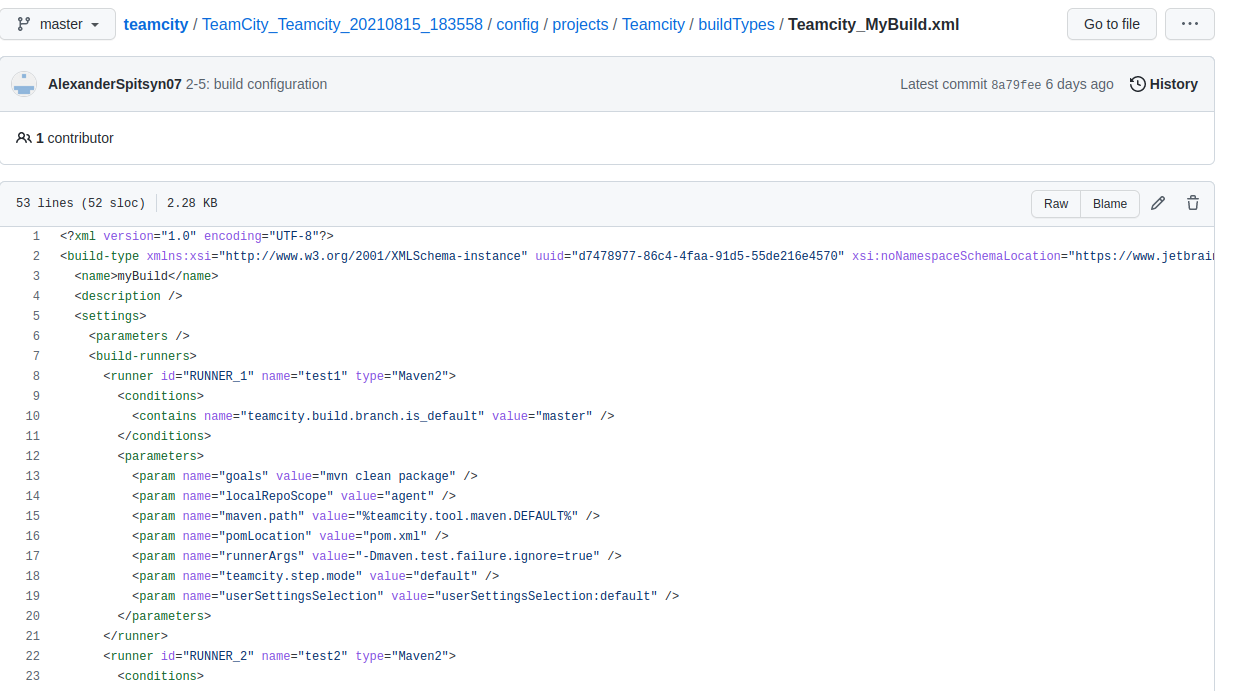 master teamcity / TeamCity_Teamcity_20210815_183558 / config / projects / Teamcity / buildTypes / Teamcity_MyBuild.xml Go to file ...
AlexanderSpitsyn07 2-5: build configuration Latest commit 8a79fee 6 days ago History
1 contributor
53 lines (52 sloc) 2.28 KB Raw Blame
1 <?xml version="1.0" encoding="UTF-8"?>
2 <build-type xmlns:xsi="http://www.w3.org/2001/XMLSchema-instance" uuid="d7478977-86c4-4faa-91d5-55de216e4570" xsi:noNamespaceSchemaLocation="https://www.jetbrain
3 <name>myBuild</name>
4 <description />
5 <settings>
6 <parameters />
7 <build-runners>
8 <runner id="RUNNER_1" name="test1" type="Maven2">
9 <conditions>
10 <contains name="teamcity.build.branch.is_default" value="master" />
11 </conditions>
12 <parameters>
13 <param name="goals" value="mvn clean package" />
14 <param name="localRepoScope" value="agent" />
15 <param name="maven.path" value="%teamcity.tool.maven.DEFAULT%" />
16 <param name="pomLocation" value="pom.xml" />
17 <param name="runnerArgs" value="-Dmaven.test.failure.ignore=true" />
18 <param name="teamcity.step.mode" value="default" />
19 <param name="userSettingsSelection" value="userSettingsSelection:default" />
20 </parameters>
21 </runner>
22 <runner id="RUNNER_2" name="test2" type="Maven2">
23 <conditions>